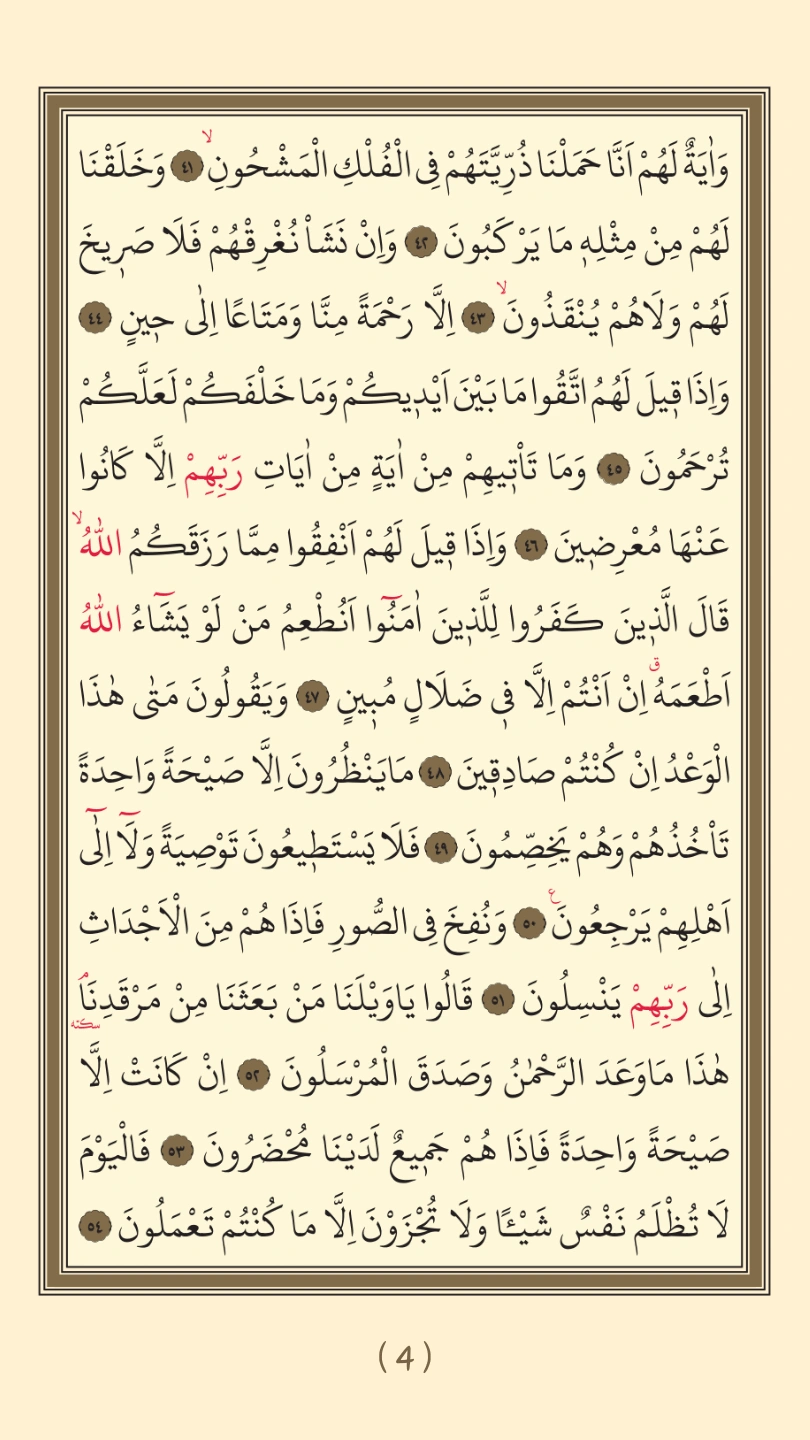 وَاٰيَةٌ لَهُمْ اَنَّا حَمَلْنَا ذُرِّيَّتَهُمْ فِى الْفُلْكِ الْمَشْحُونِۙ ﴿٤١﴾ وَخَلَقْنَا
لَهُمْ مِنْ مِثْلِهٖ مَا يَرْكَبُونَ ﴿٤٢﴾ وَاِنْ نَشَاْ نُغْرِقْهُمْ فَلَا صَرٖيخَ
لَهُمْ وَلَاهُمْ يُنْقَذُونَۙ ﴿٤٣﴾ اِلَّا رَحْمَةً مِنَّا وَمَتَاعًا اِلٰى حٖينٍ ﴿٤٤﴾
وَاِذَا قٖيلَ لَهُمُ اتَّقُوا مَا بَيْنَ اَيْدٖيكُمْ وَمَا خَلْفَكُمْ لَعَلَّكُمْ
تُرْحَمُونَ ﴿٤٥﴾ وَمَا تَاْتٖيهِمْ مِنْ اٰيَةٍ مِنْ اٰيَاتِ رَبِّهِمْ اِلَّا كَانُوا
عَنْهَا مُعْرِضٖينَ ﴿٤٦﴾ وَاِذَا قٖيلَ لَهُمْ اَنْفِقُوا مِمَّا رَزَقَكُمُ اللّٰهُۙ
قَالَ الَّذٖينَ كَفَرُوا لِلَّذٖينَ اٰمَنُٓوا اَنُطْعِمُ مَنْ لَوْ يَشَٓاءُ اللّٰهُ
اَطْعَمَهُࣗ اِنْ اَنْتُمْ اِلَّا فٖى ضَلَالٍ مُبٖينٍ ﴿٤٧﴾ وَيَقُولُونَ مَتٰى هٰذَا
الْوَعْدُ اِنْ كُنْتُمْ صَادِقٖينَ ﴿٤٨﴾ مَايَنْظُرُونَ اِلَّا صَيْحَةً وَاحِدَةً
تَاْخُذُهُمْ وَهُمْ يَخِصِّمُونَ ﴿٤٩﴾ فَلَا يَسْتَطٖيعُونَ تَوْصِيَةً وَلَٓا اِلٰٓى
اَهْلِهِمْ يَرْجِعُونَࣖ ﴿٥٠﴾ وَنُفِخَ فِى الصُّورِ فَاِذَا هُمْ مِنَ الْاَجْدَاثِ
اِلٰى رَبِّهِمْ يَنْسِلُونَ ﴿٥١﴾ قَالُوا يَاوَيْلَنَا مَنْ بَعَثَنَا مِنْ مَرْقَدِنَاۢ سكته
هٰذَا مَاوَعَدَ الرَّحْمٰنُ وَصَدَقَ الْمُرْسَلُونَ ﴿٥٢﴾ اِنْ كَانَتْ اِلَّا
صَيْحَةً وَاحِدَةً فَاِذَا هُمْ جَمٖيعٌ لَدَيْنَا مُحْضَرُونَ ﴿٥٣﴾ فَالْيَوْمَ
لَا تُظْلَمُ نَفْسٌ شَيْـًٔا وَلَا تُجْزَوْنَ اِلَّا مَا كُنْتُمْ تَعْمَلُونَ ﴿٥٤﴾
(4)